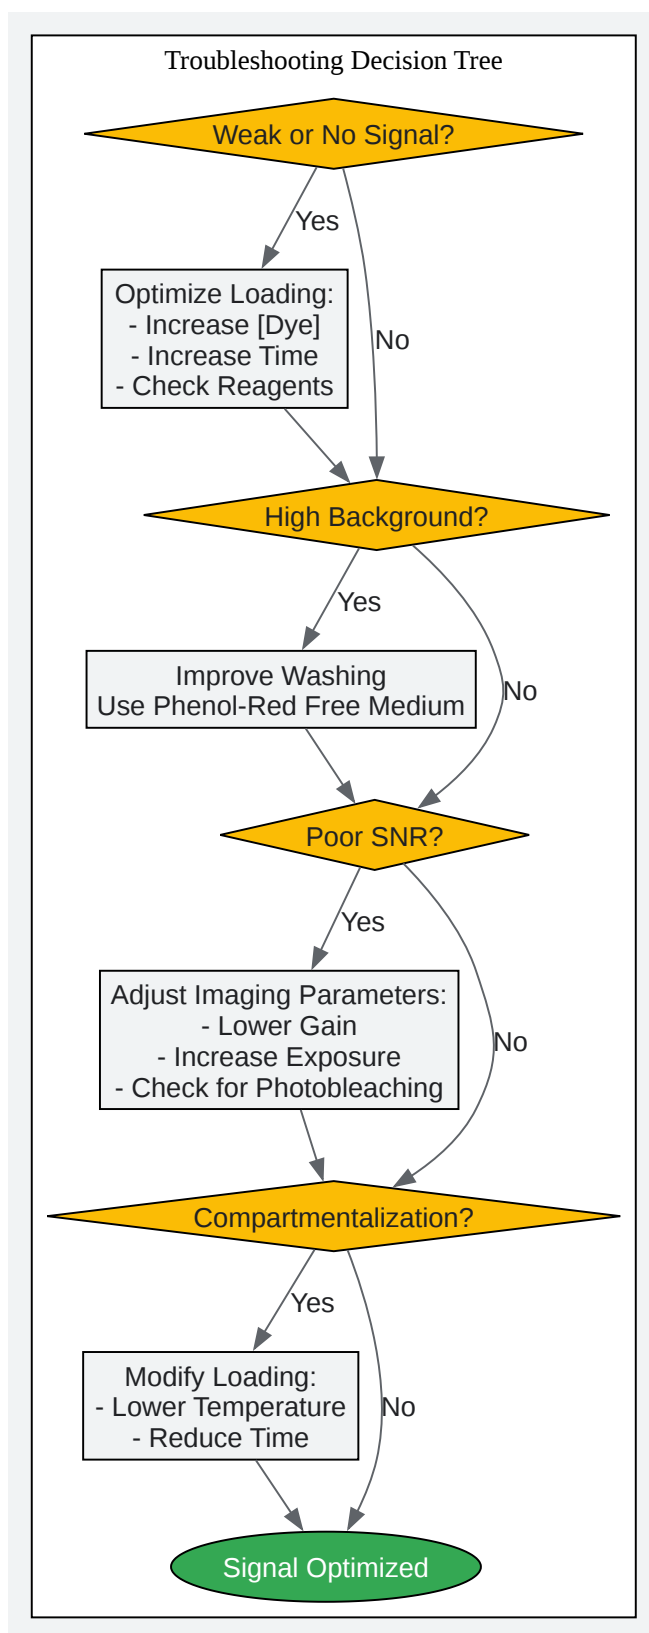 Troubleshooting Decision Tree
Weak or No Signal?
Yes
Optimize Loading:
- Increase [Dye]
- Increase Time
- Check Reagents
No
High Background?
Yes
Improve Washing
Use Phenol-Red Free Medium
No
Poor SNR?
Yes
Adjust Imaging Parameters:
- Lower Gain
- Increase Exposure
- Check for Photobleaching
No
Compartmentalization?
Yes
Modify Loading:
- Lower Temperature
- Reduce Time
No
Signal Optimized